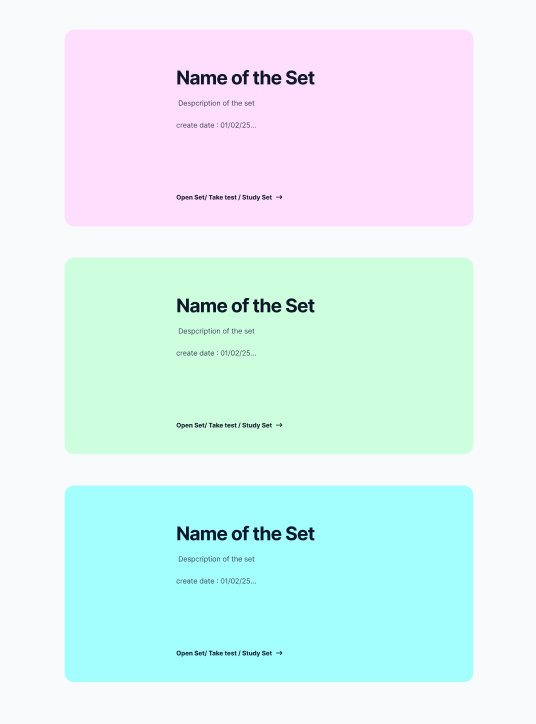 Name of the Set
Despcription of the set
create date : 01/02/25...
Open Set/ Take test / Study Set →
Name of the Set
Despcription of the set
create date : 01/02/25...
Open Set/ Take test / Study Set →
Name of the Set
Despcription of the set
create date : 01/02/25...
Open Set/ Take test / Study Set →